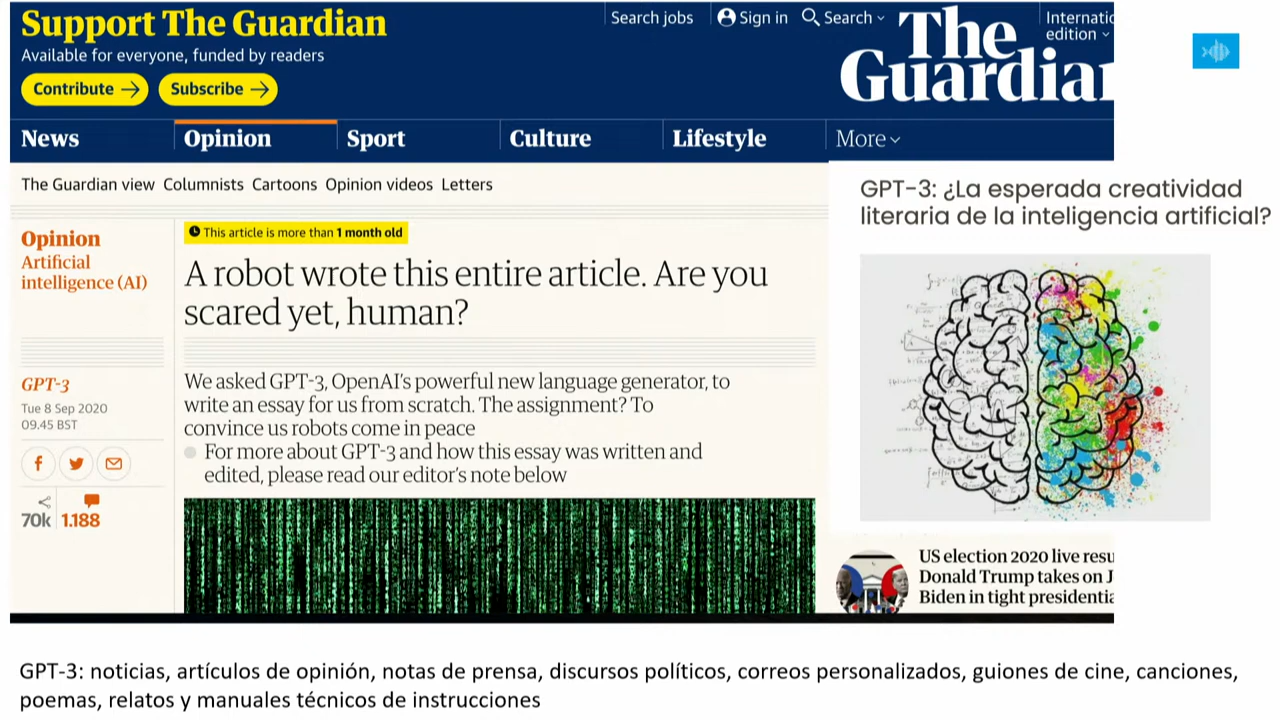 Support The Guardian
Available for everyone, funded by readers
Contribute
Subscribe
Search jobs
Sign in
Search
The
Guardian
edition
News
Opinion
Sport
Culture
Lifestyle
More
The Guardian view Columnists Cartoons Opinion videos Letters
Opinion
Artificial
intelligence (AI)
This article is more than 1 month old
A robot wrote this entire article. Are you
scared yet, human?
GPT-3
Tue 8 Sep 2020
09.45 BST
70k
1.188
We asked GPT-3, OpenAI's powerful new language generator, to
write an essay for us from scratch. The assignment? To
convince us robots come in peace
For more about GPT-3 and how this essay was written and
edited, please read our editor's note below
GPT-3: ¿La esperada creatividad
literaria de la inteligencia artificial?
US election 2020 live
Donald Trump takes on
Biden in tight
GPT-3: noticias, artículos de opinión, notas de prensa, discursos políticos, correos personalizados, guiones de cine, canciones,
poemas, relatos y manuales técnicos de instrucciones